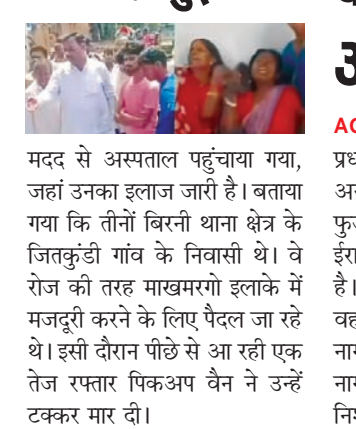 मदद से अस्पताल पहुंचाया गया,
जहां उनका इलाज जारी है। बताया
गया कि तीनों बिरनी थाना क्षेत्र के
जितकुंडी गांव के निवासी थे। वे
रोज की तरह माखमरगो इलाके में
मजदूरी करने के लिए पैदल जा रहे
थे। इसी दौरान पीछे से आ रही एक
तेज रफ्तार पिकअप वैन ने उन्हें
टक्कर मार दी।